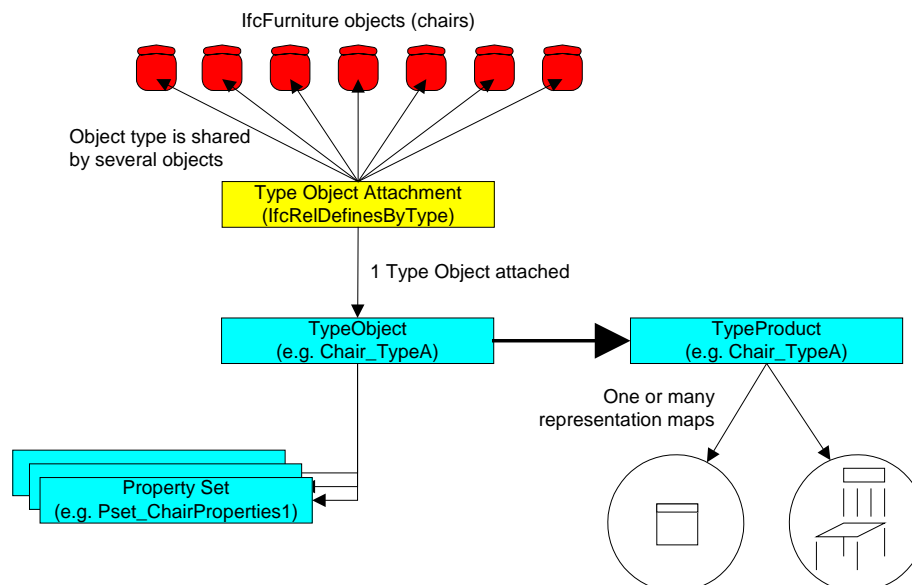 IfcFurniture objects (chairs)
Object type is shared
by several objects
Type Object Attachment
(IfcRelDefinesByType)
1 Type Object attached
TypeObject
(e.g. Chair_TypeA)
TypeProduct
(e.g. Chair_TypeA)
One or many
representation maps
Property Set
(e.g. Pset_ChairProperties1)